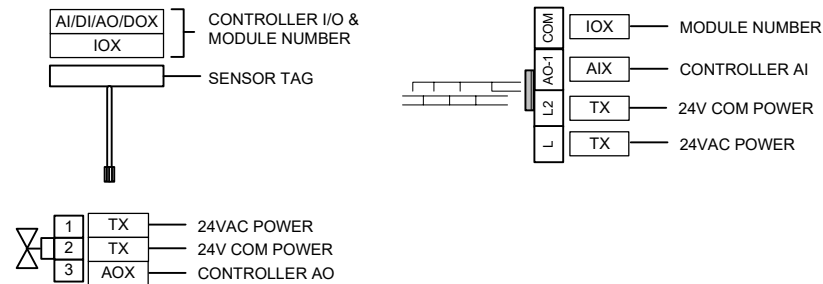 AI/DI/AO/DOX
IOX
CONTROLLER I/O &
MODULE NUMBER
SENSOR TAG
COM IOX MODULE NUMBER
AO-1 AIX CONTROLLER AI
L2 TX 24V COM POWER
L TX 24VAC POWER
1 TX 24VAC POWER
2 TX 24V COM POWER
3 AOX CONTROLLER AO